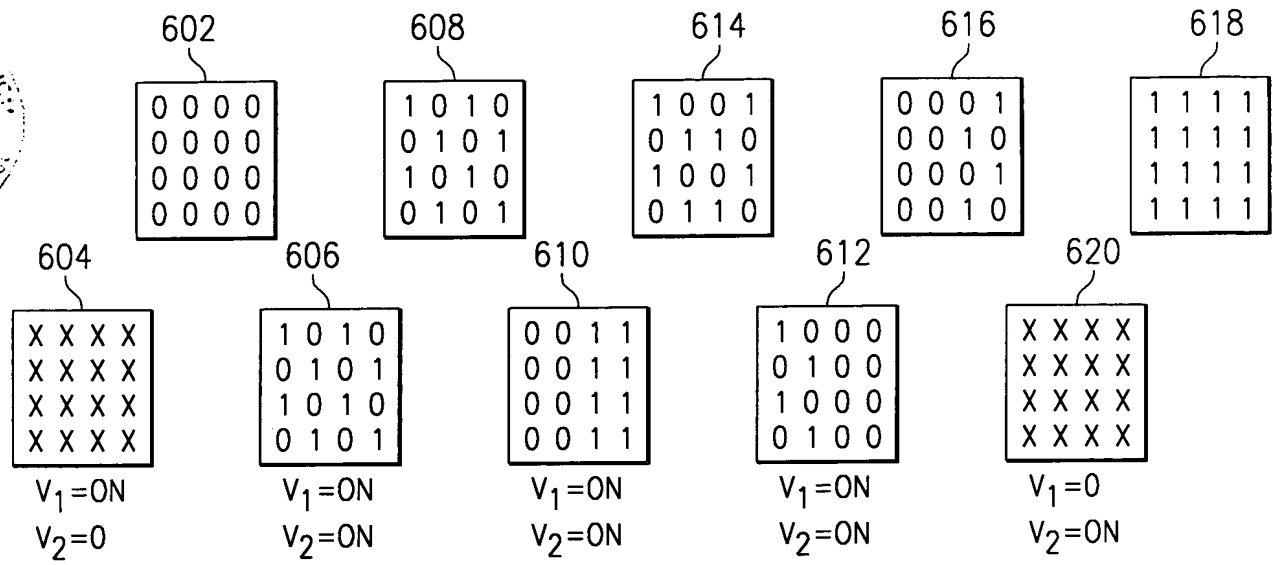 602 608 614 616 618
0 0 0 0 1 0 1 0 1 0 0 1 0 0 0 1 1 1 1 1
0 0 0 0 0 1 0 1 0 1 1 0 0 0 1 0 1 1 1 1
0 0 0 0 1 0 1 0 1 0 0 1 0 0 0 1 1 1 1 1
0 0 0 0 0 1 0 1 0 1 1 0 0 0 1 0 1 1 1 1
604 606 610 612 620
X X X X 1 0 1 0 0 0 1 1 1 0 0 0 X X X X
X X X X 0 1 0 1 0 0 1 1 0 1 0 0 X X X X
X X X X 1 0 1 0 0 0 1 1 1 0 0 0 X X X X
X X X X 0 1 0 1 0 0 1 1 0 1 0 0 X X X X
V1=ON V1=ON V1=ON V1=ON V1=0
V2=0 V2=ON V2=ON V2=ON V2=ON